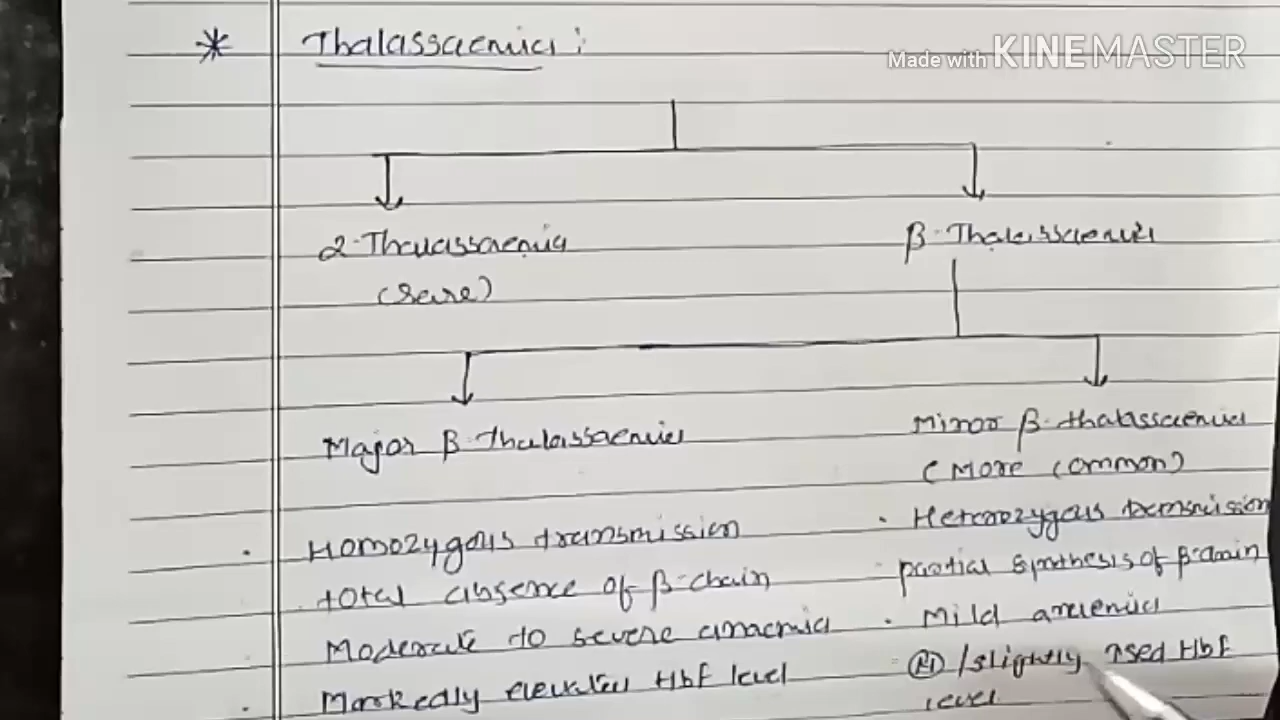 * Thalassaemia :
Made with KINEMASTER
α-Thalassaemia
β-Thalassaemia
(rare)
Major β-Thalassaemia
Minor β-thalassaemia
(More common)
• Homozygous transmission
• Heterozygous transmission
total absence of β-chain
partial synthesis of β-chain
Moderate to severe anaemia
• Mild anaemia
• Markedly elevated HbF level
(N) /slightly ↑sed HbF
level